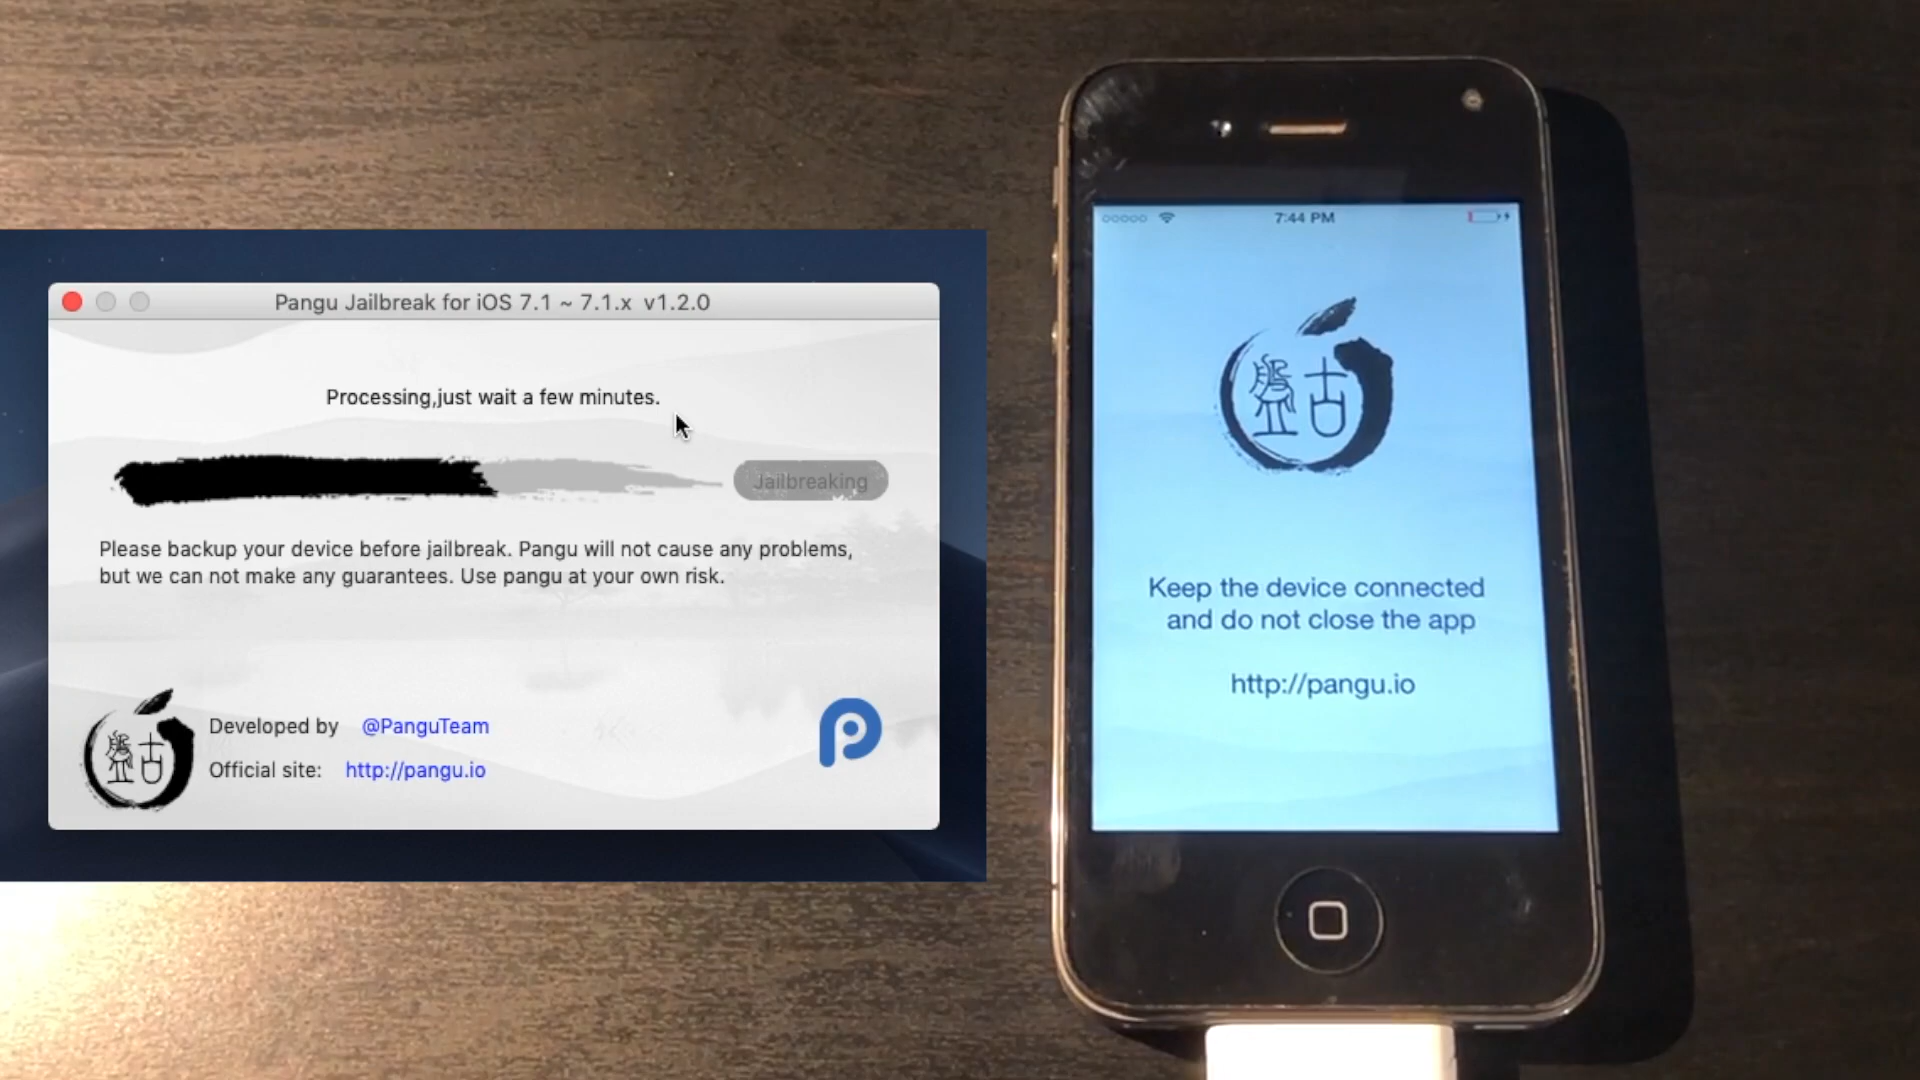 Pangu Jailbreak for iOS 7.1 ~ 7.1.x v1.2.0
Processing,just wait a few minutes.
Jailbreaking
Please backup your device before jailbreak. Pangu will not cause any problems,
but we can not make any guarantees. Use pangu at your own risk.
盤古
Developed by @PanguTeam
Official site: http://pangu.io
7:44 PM
盤古
Keep the device connected
and do not close the app
http://pangu.io